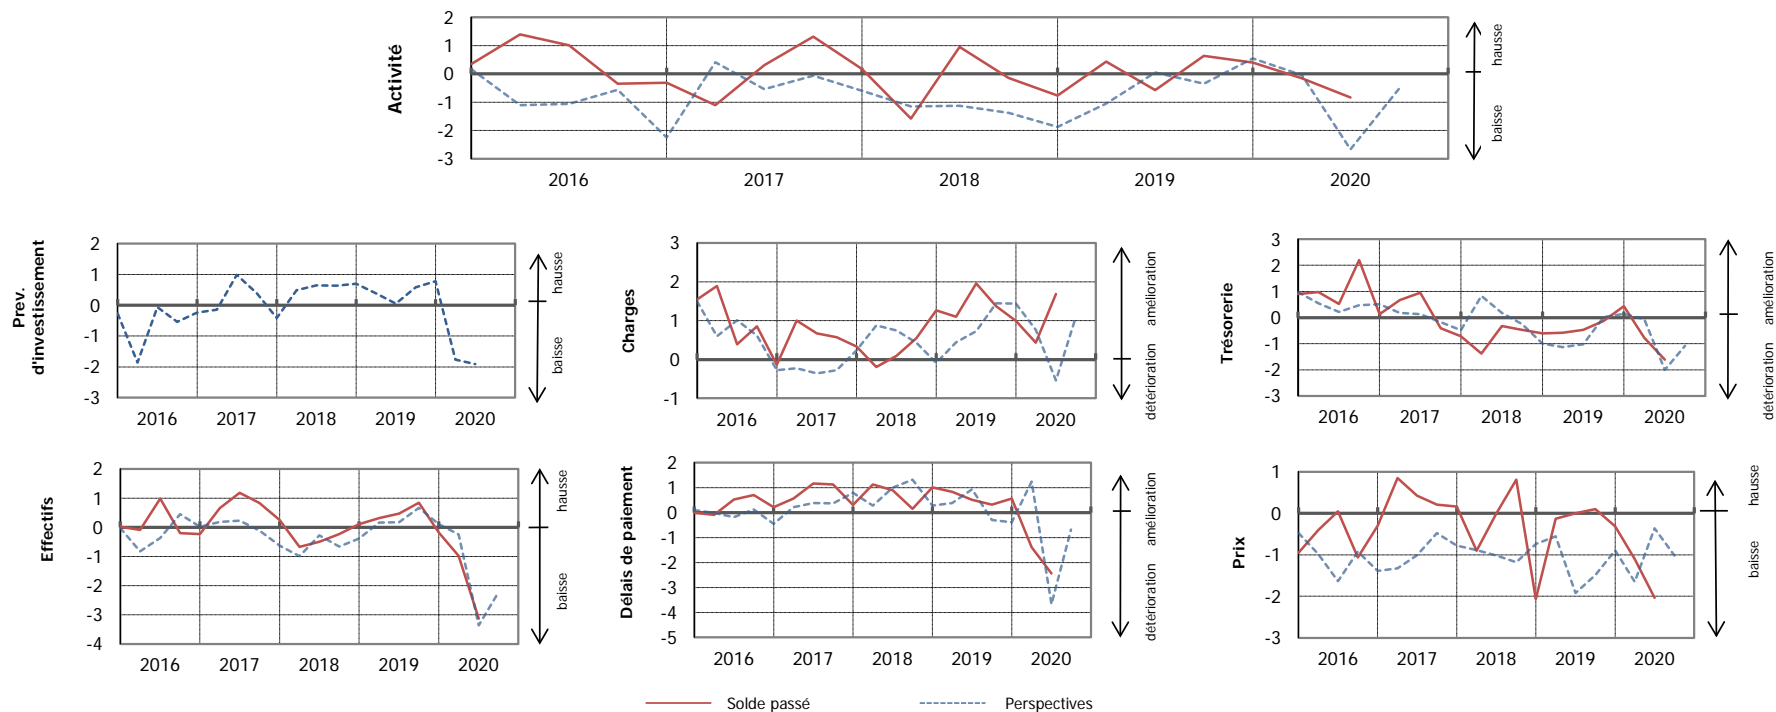 Activité
2
1
0
-1
-2
-3
2016 2017 2018 2019 2020
hausse
baisse
Prev.
d'investissement
2
1
0
-1
-2
-3
2016 2017 2018 2019 2020
hausse
baisse
Charges
3
2
1
0
-1
2016 2017 2018 2019 2020
amélioration
détérioration
Trésorerie
3
2
1
0
-1
-2
-3
2016 2017 2018 2019 2020
amélioration
détérioration
Effectifs
2
1
0
-1
-2
-3
-4
2016 2017 2018 2019 2020
hausse
baisse
Délais de paiement
2
1
0
-1
-2
-3
-4
-5
2016 2017 2018 2019 2020
amélioration
détérioration
Prix
1
0
-1
-2
-3
2016 2017 2018 2019 2020
hausse
baisse
Solde passé Perspectives